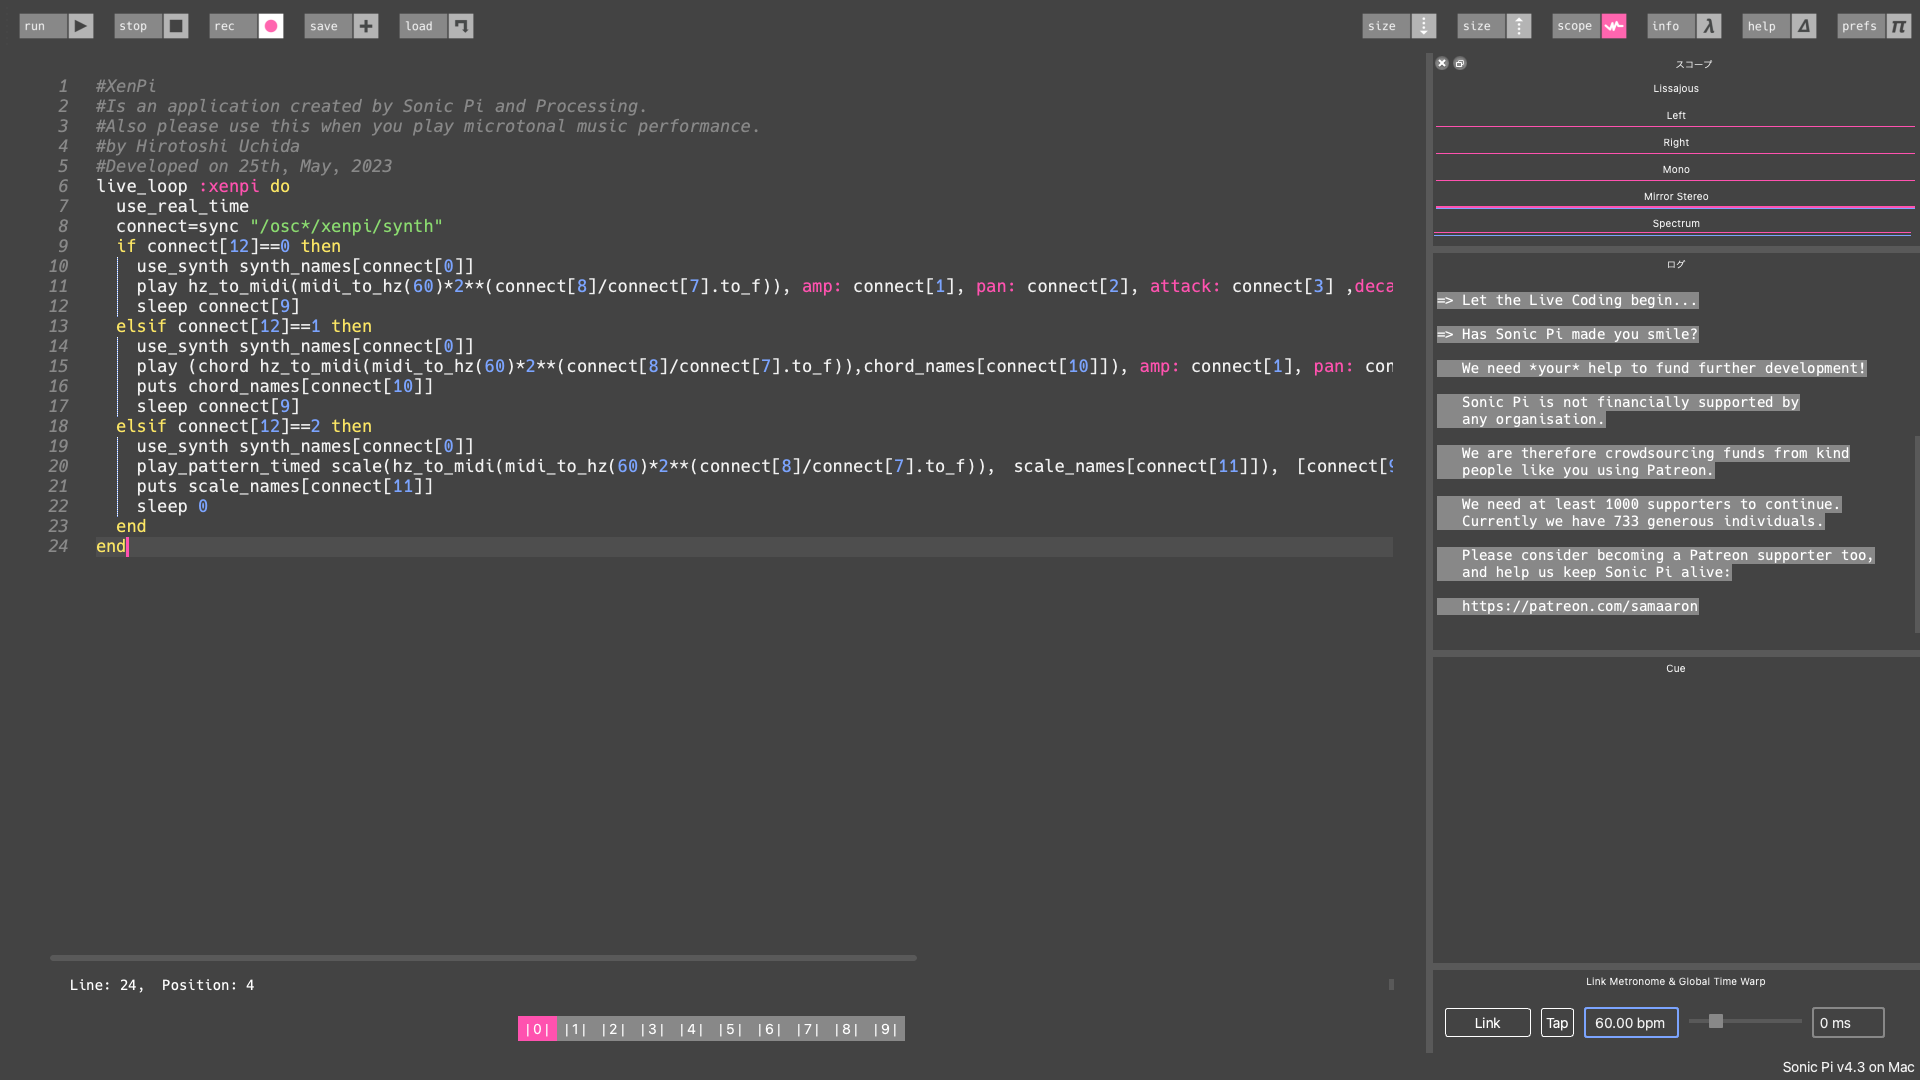 run
stop
rec
save
load
size
size
scope
info λ
help Δ
prefs π
1 #XenPi
2 #Is an application created by Sonic Pi and Processing.
3 #Also please use this when you play microtonal music performance.
4 #by Hirotoshi Uchida
5 #Developed on 25th, May, 2023
6 live_loop :xenpi do
7 use_real_time
8 connect=sync "/osc*/xenpi/synth"
9 if connect[12]==0 then
10 use_synth synth_names[connect[0]]
11 play hz_to_midi(midi_to_hz(60)*2**(connect[8]/connect[7].to_f)), amp: connect[1], pan: connect[2], attack: connect[3] ,deca
12 sleep connect[9]
13 elsif connect[12]==1 then
14 use_synth synth_names[connect[0]]
15 play (chord hz_to_midi(midi_to_hz(60)*2**(connect[8]/connect[7].to_f)),chord_names[connect[10]]), amp: connect[1], pan: con
16 puts chord_names[connect[10]]
17 sleep connect[9]
18 elsif connect[12]==2 then
19 use_synth synth_names[connect[0]]
20 play_pattern_timed scale(hz_to_midi(midi_to_hz(60)*2**(connect[8]/connect[7].to_f)), scale_names[connect[11]]), [connect[9
21 puts scale_names[connect[11]]
22 sleep 0
23 end
24 end
Line: 24, Position: 4
|0| |1| |2| |3| |4| |5| |6| |7| |8| |9|
スコープ
Lissajous
Left
Right
Mono
Mirror Stereo
Spectrum
ログ
=> Let the Live Coding begin...
=> Has Sonic Pi made you smile?
We need *your* help to fund further development!
Sonic Pi is not financially supported by
any organisation.
We are therefore crowdsourcing funds from kind
people like you using Patreon.
We need at least 1000 supporters to continue.
Currently we have 733 generous individuals.
Please consider becoming a Patreon supporter too,
and help us keep Sonic Pi alive:
https://patreon.com/samaaron
Cue
Link Metronome & Global Time Warp
Link Tap 60.00 bpm 0 ms
Sonic Pi v4.3 on Mac